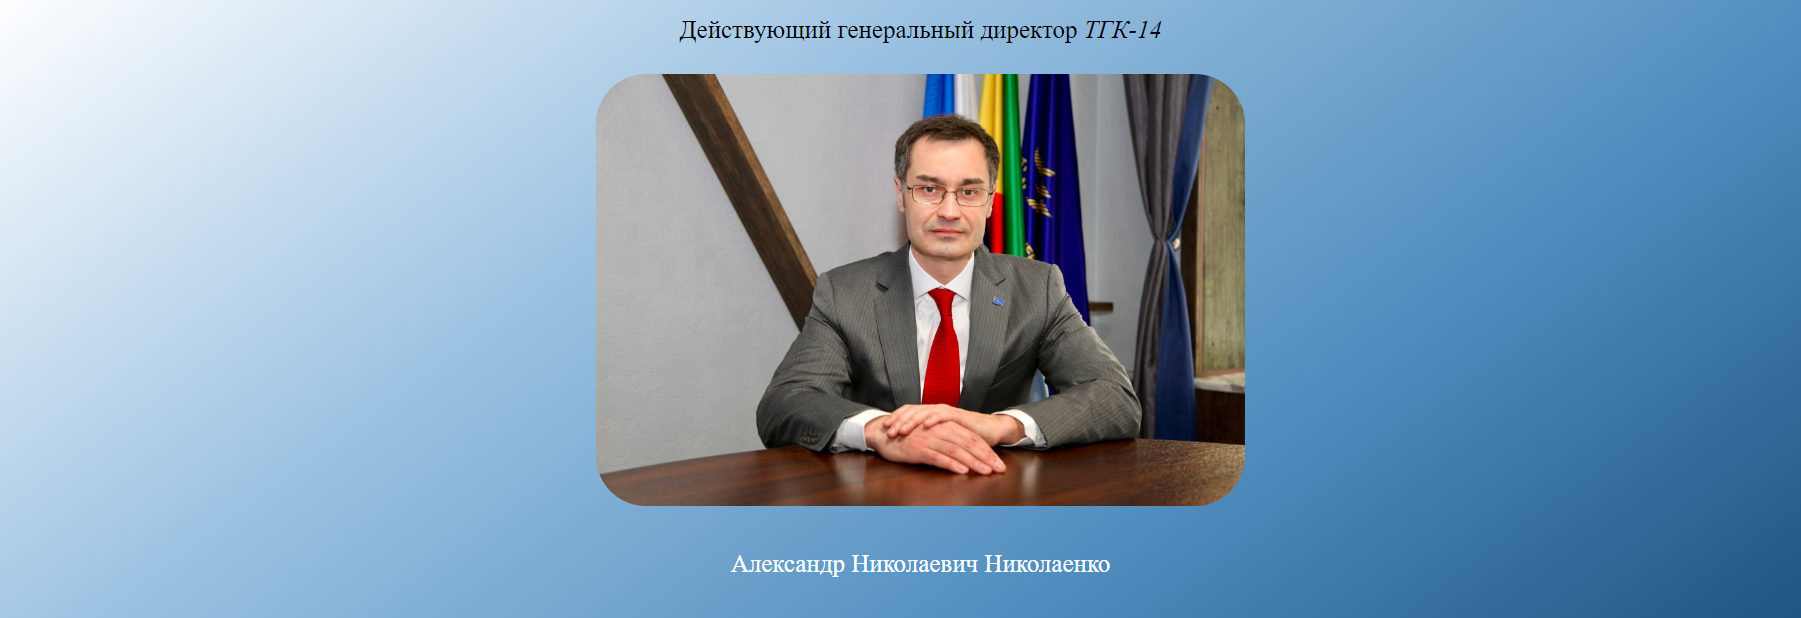 Действующий генеральный директор ТГК-14
Александр Николаевич Николаенко